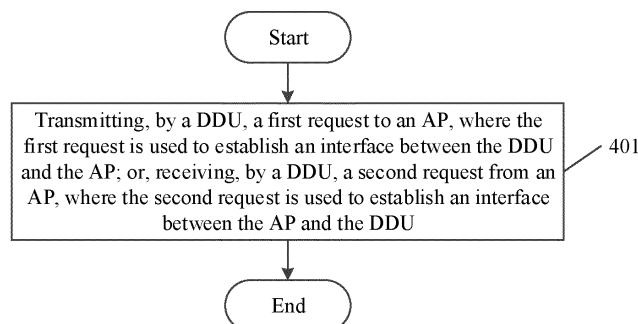 Start
Transmitting, by a DDU, a first request to an AP, where the
first request is used to establish an interface between the DDU
and the AP; or, receiving, by a DDU, a second request from an
AP, where the second request is used to establish an interface
between the AP and the DDU
401
End